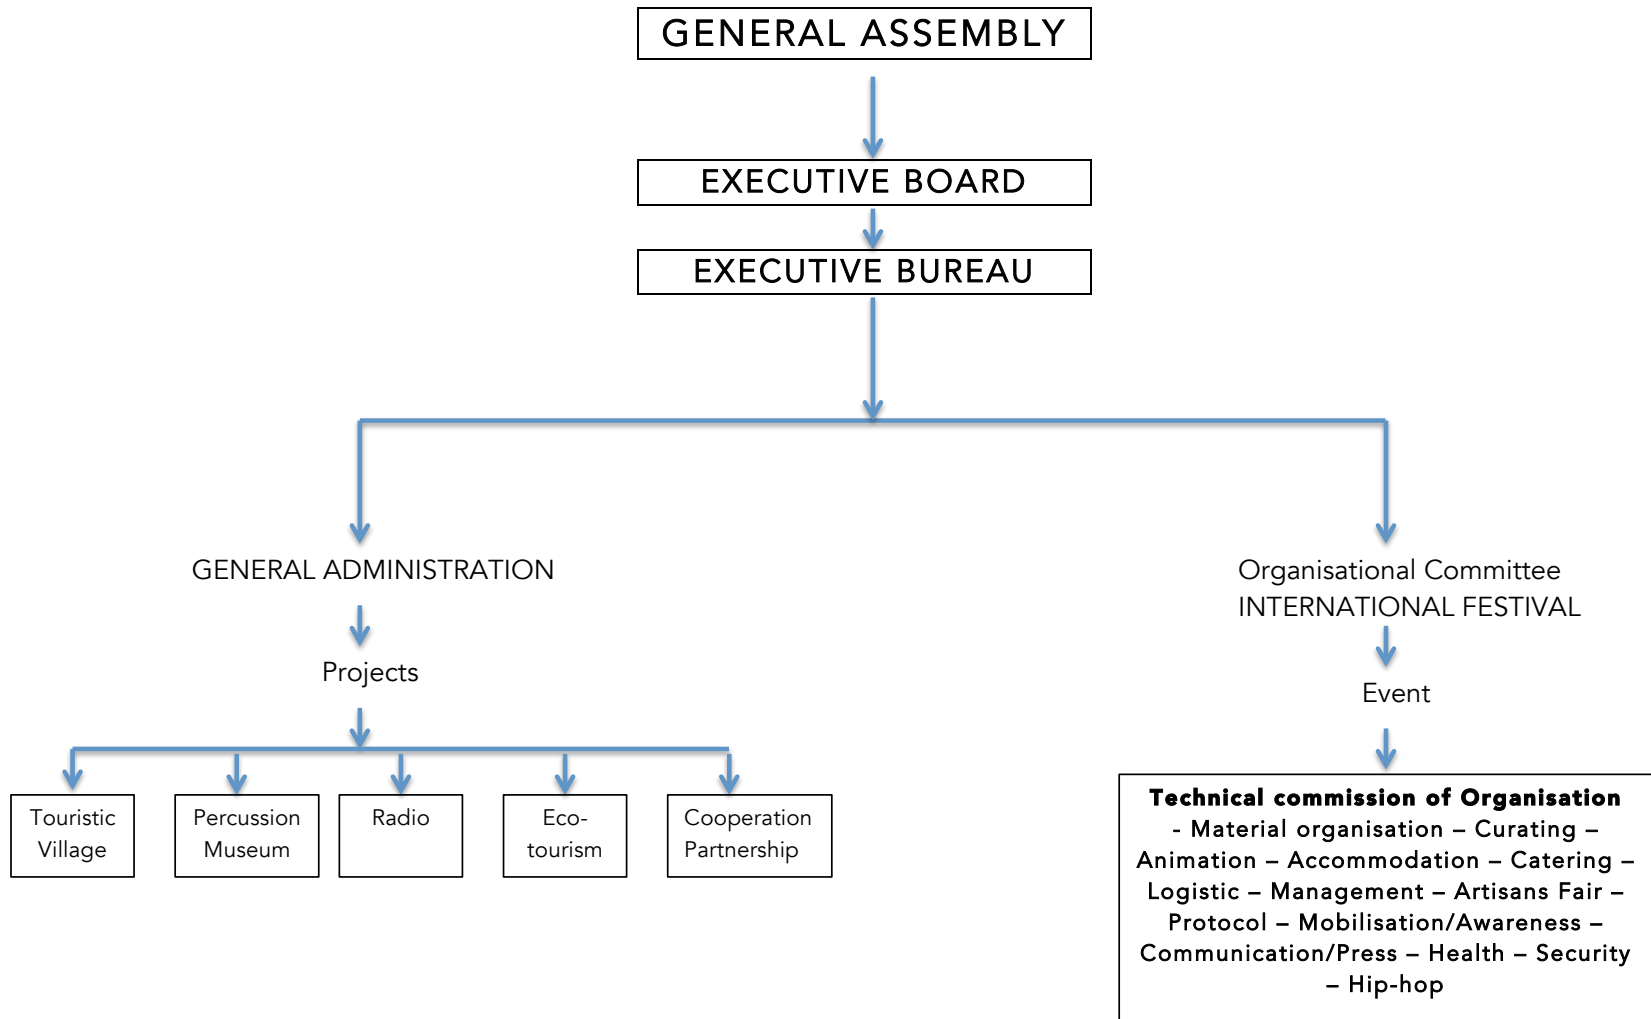 GENERAL ASSEMBLY
EXECUTIVE BOARD
EXECUTIVE BUREAU
GENERAL ADMINISTRATION
Projects
Touristic
Village
Percussion
Museum
Radio
Eco-
tourism
Cooperation
Partnership
Organisational Committee
INTERNATIONAL FESTIVAL
Event
Technical commission of Organisation
- Material organisation – Curating –
Animation – Accommodation – Catering –
Logistic – Management – Artisans Fair –
Protocol – Mobilisation/Awareness –
Communication/Press – Health – Security
– Hip-hop